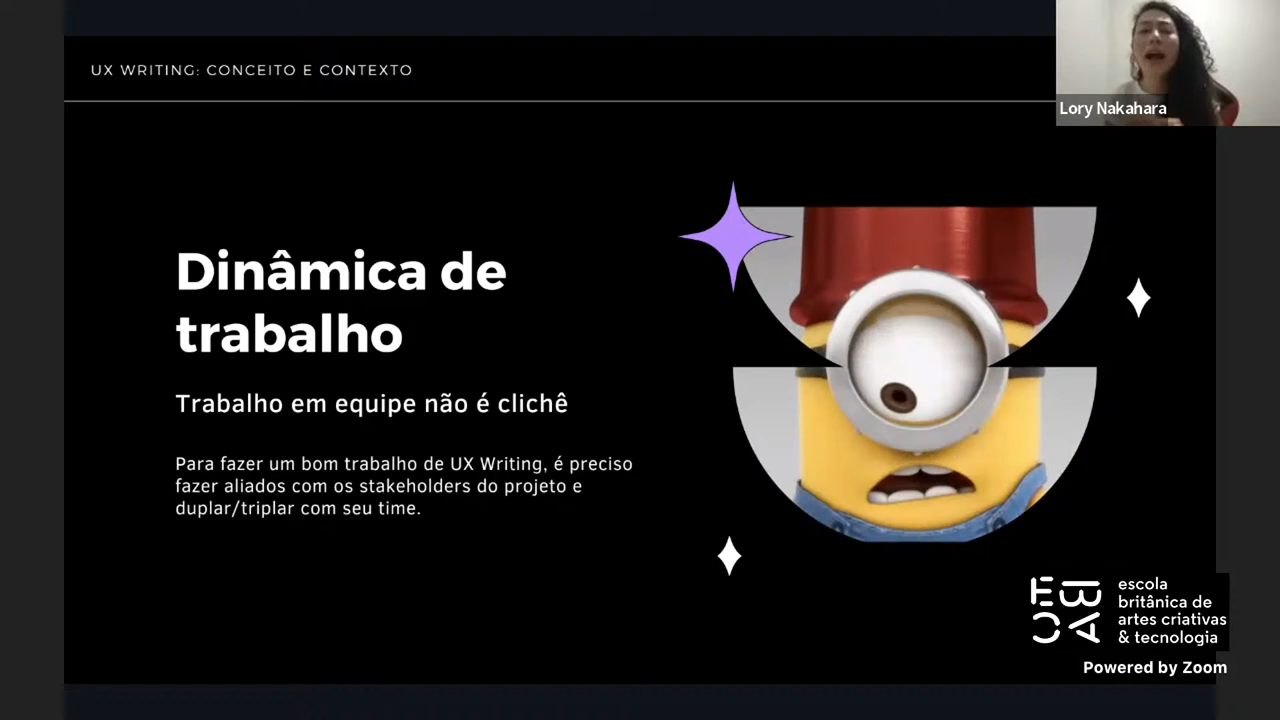 UX WRITING: CONCEITO E CONTEXTO
Lory Nakahara
Dinâmica de
trabalho
Trabalho em equipe não é clichê
Para fazer um bom trabalho de UX Writing, é preciso
fazer aliados com os stakeholders do projeto e
duplar/triplar com seu time.
escola
britânica de
artes criativas
& tecnologia
Powered by Zoom